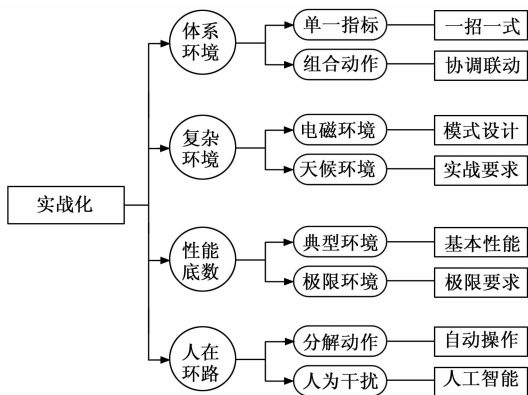 体系
环境
单一指标
一招一式
组合动作
协调联动
复杂
环境
电磁环境
模式设计
天候环境
实战要求
实战化
性能
底数
典型环境
基本性能
极限环境
极限要求
人在
环路
分解动作
自动操作
人为干扰
人工智能